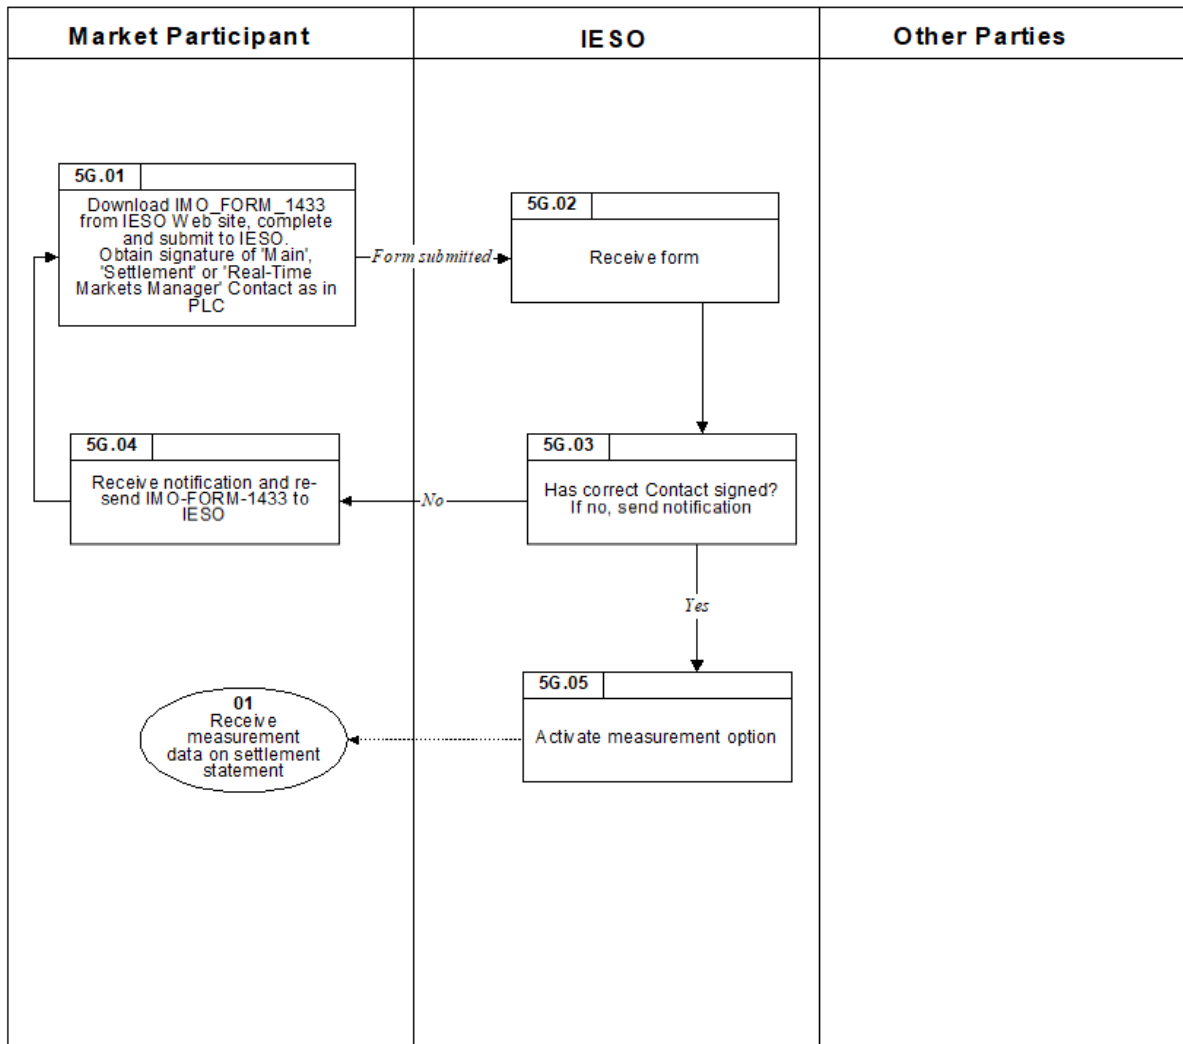 Market Participant
IESO
Other Parties
5G.01
Download IMO_FORM_1433
from IESO Web site, complete
and submit to IESO.
Obtain signature of 'Main',
'Settlement' or 'Real-Time
Markets Manager' Contact as in
PLC
Form submitted
5G.02
Receive form
5G.04
Receive notification and re-
send IMO-FORM-1433 to
IESO
No
5G.03
Has correct Contact signed?
If no, send notification
Yes
5G.05
Activate measurement option
01
Receive
measurement
data on settlement
statement